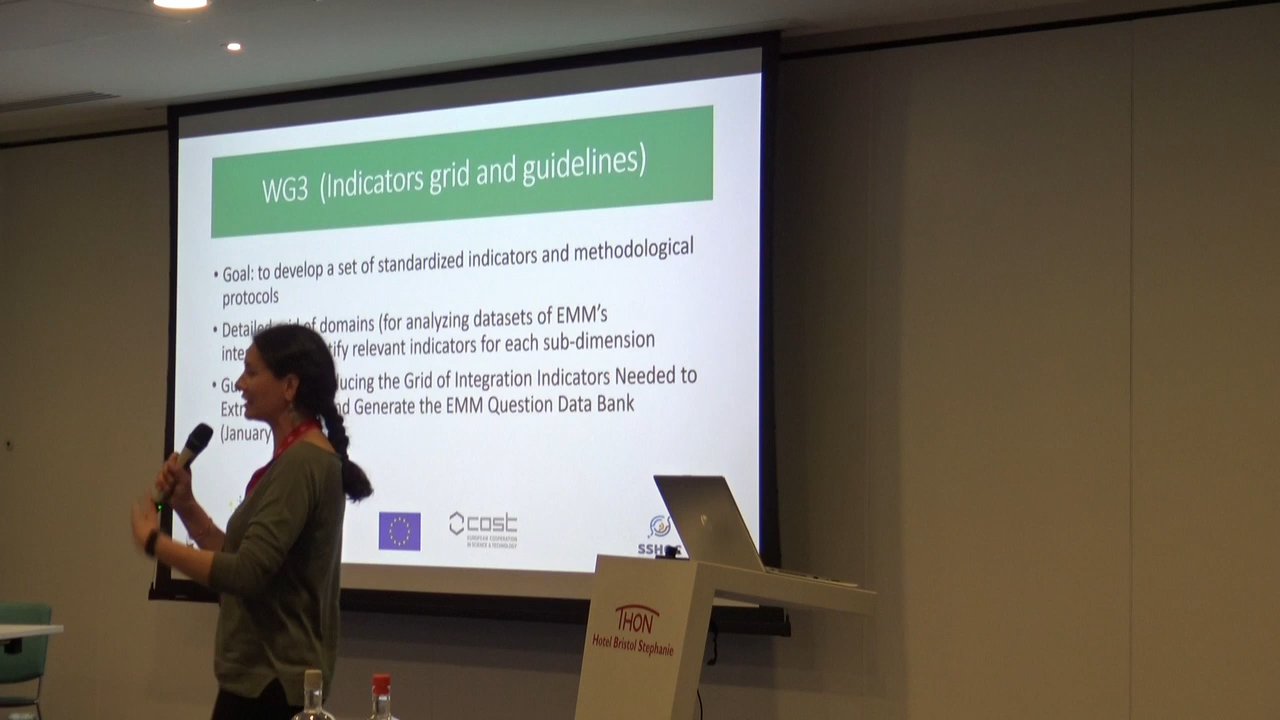 WG3 (Indicators grid and guidelines)
• Goal: to develop a set of standardized indicators and methodological
protocols
• Detailed of domains (for analyzing datasets of EMM's
relevant indicators for each sub-dimension
• the Grid of Integration Indicators Needed to
Generate the EMM Question Data Bank
(January
cost
EUROPEAN COOPERATION
IN SCIENCE & TECHNOLOGY
THON
Hotel Bristol Stephanie